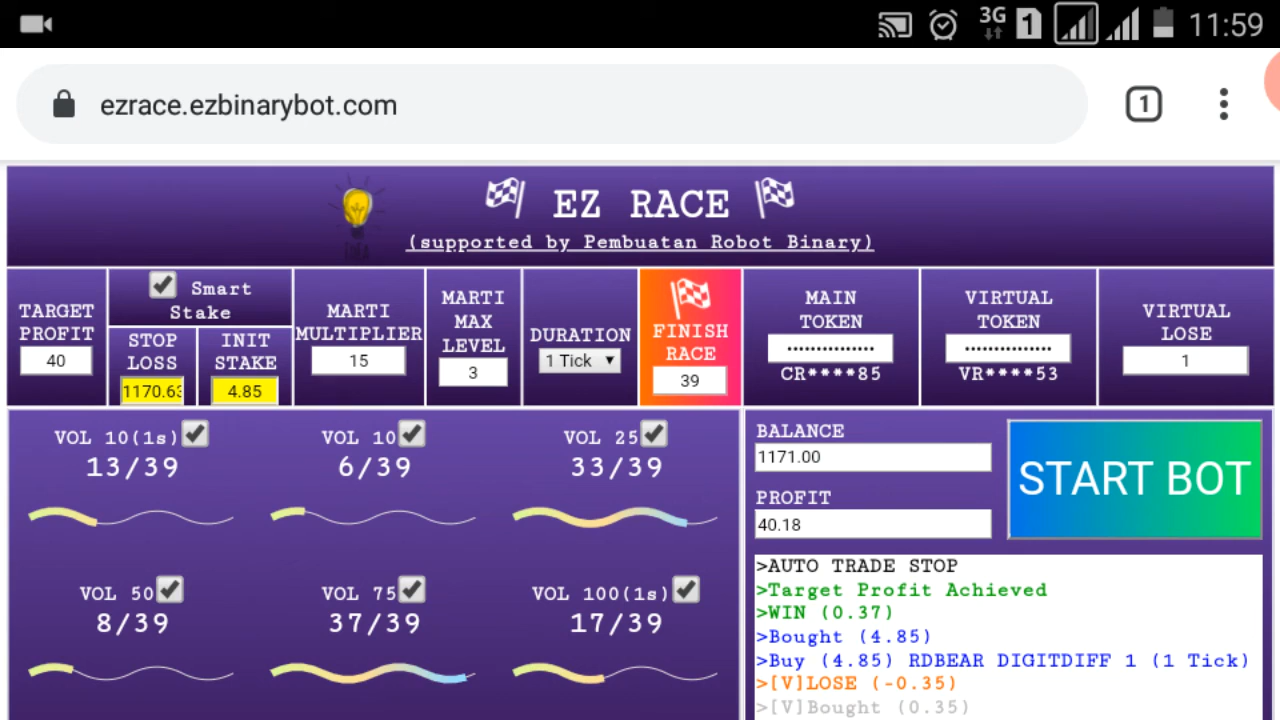 3G 1 11:59
ezrace.ezbinarybot.com
1
EZ RACE
(supported by Pembuatan Robot Binary)
TARGET PROFIT
40
Smart Stake
STOP LOSS
1170.63
INIT STAKE
4.85
MARTI MULTIPLIER
15
MARTI MAX LEVEL
3
DURATION
1 Tick
FINISH RACE
39
MAIN TOKEN
••••••••••••••
CR****85
VIRTUAL TOKEN
••••••••••••••
VR****53
VIRTUAL LOSE
1
VOL 10(1s)
13/39
VOL 10
6/39
VOL 25
33/39
VOL 50
8/39
VOL 75
37/39
VOL 100(1s)
17/39
BALANCE
1171.00
PROFIT
40.18
START BOT
>AUTO TRADE STOP
>Target Profit Achieved
>WIN (0.37)
>Bought (4.85)
>Buy (4.85) RDBEAR DIGITDIFF 1 (1 Tick)
>[V]LOSE (-0.35)
>[V]Bought (0.35)